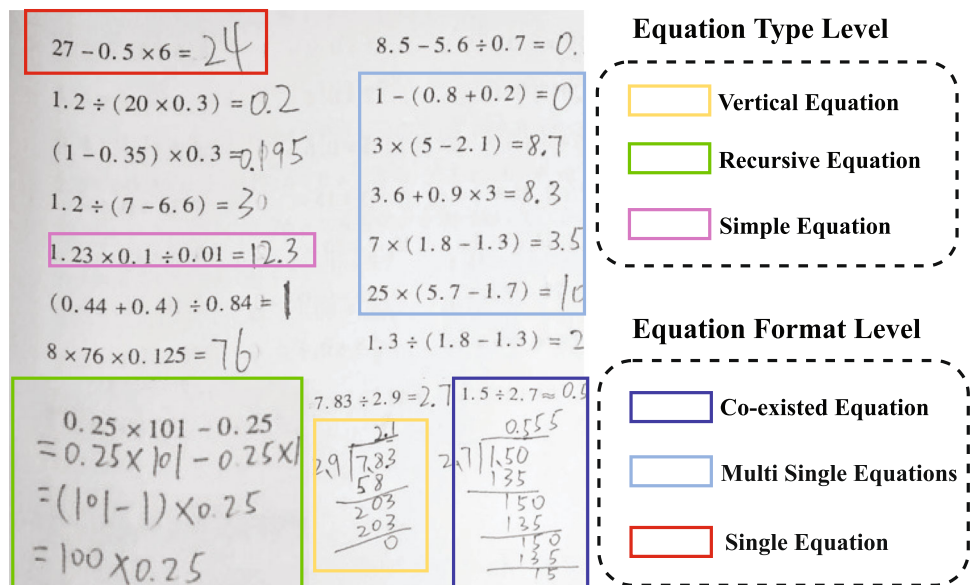 27 - 0.5 × 6 = 24
1.2 ÷ (20 × 0.3) = 0.2
(1 - 0.35) × 0.3 = 0.195
1.2 ÷ (7 - 6.6) = 30
1.23 × 0.1 ÷ 0.01 = 12.3
(0.44 + 0.4) ÷ 0.84 = 1
8 × 76 × 0.125 = 76
8.5 - 5.6 ÷ 0.7 = 0.
1 - (0.8 + 0.2) = 0
3 × (5 - 2.1) = 8.7
3.6 + 0.9 × 3 = 8.3
7 × (1.8 - 1.3) = 3.5
25 × (5.7 - 1.7) = 10
1.3 ÷ (1.8 - 1.3) = 2
0.25 × 101 - 0.25
= 0.25 × 101 - 0.25 × 1
= (101 - 1) × 0.25
= 100 × 0.25
7.83 ÷ 2.9 = 2.7
2.1
2.9 7.83
58
203
203
0
1.5 ÷ 2.7 ≈ 0.5
0.555
2.7 1.50
135
150
135
150
135
15
Equation Type Level
Vertical Equation
Recursive Equation
Simple Equation
Equation Format Level
Co-existed Equation
Multi Single Equations
Single Equation